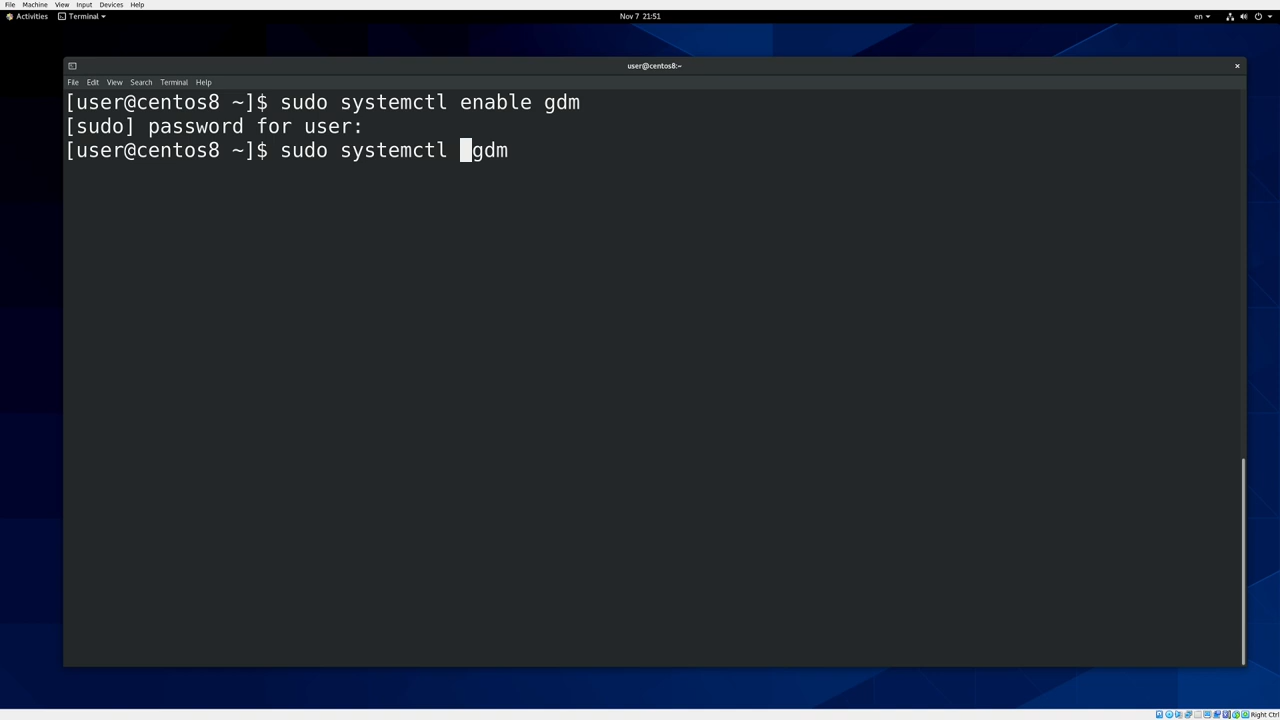 File Machine View Input Devices Help
Activities Terminal Nov 7 21:51 en
user@centos8:~
File Edit View Search Terminal Help
[user@centos8 ~]$ sudo systemctl enable gdm
[sudo] password for user:
[user@centos8 ~]$ sudo systemctl gdm
Right Ctrl